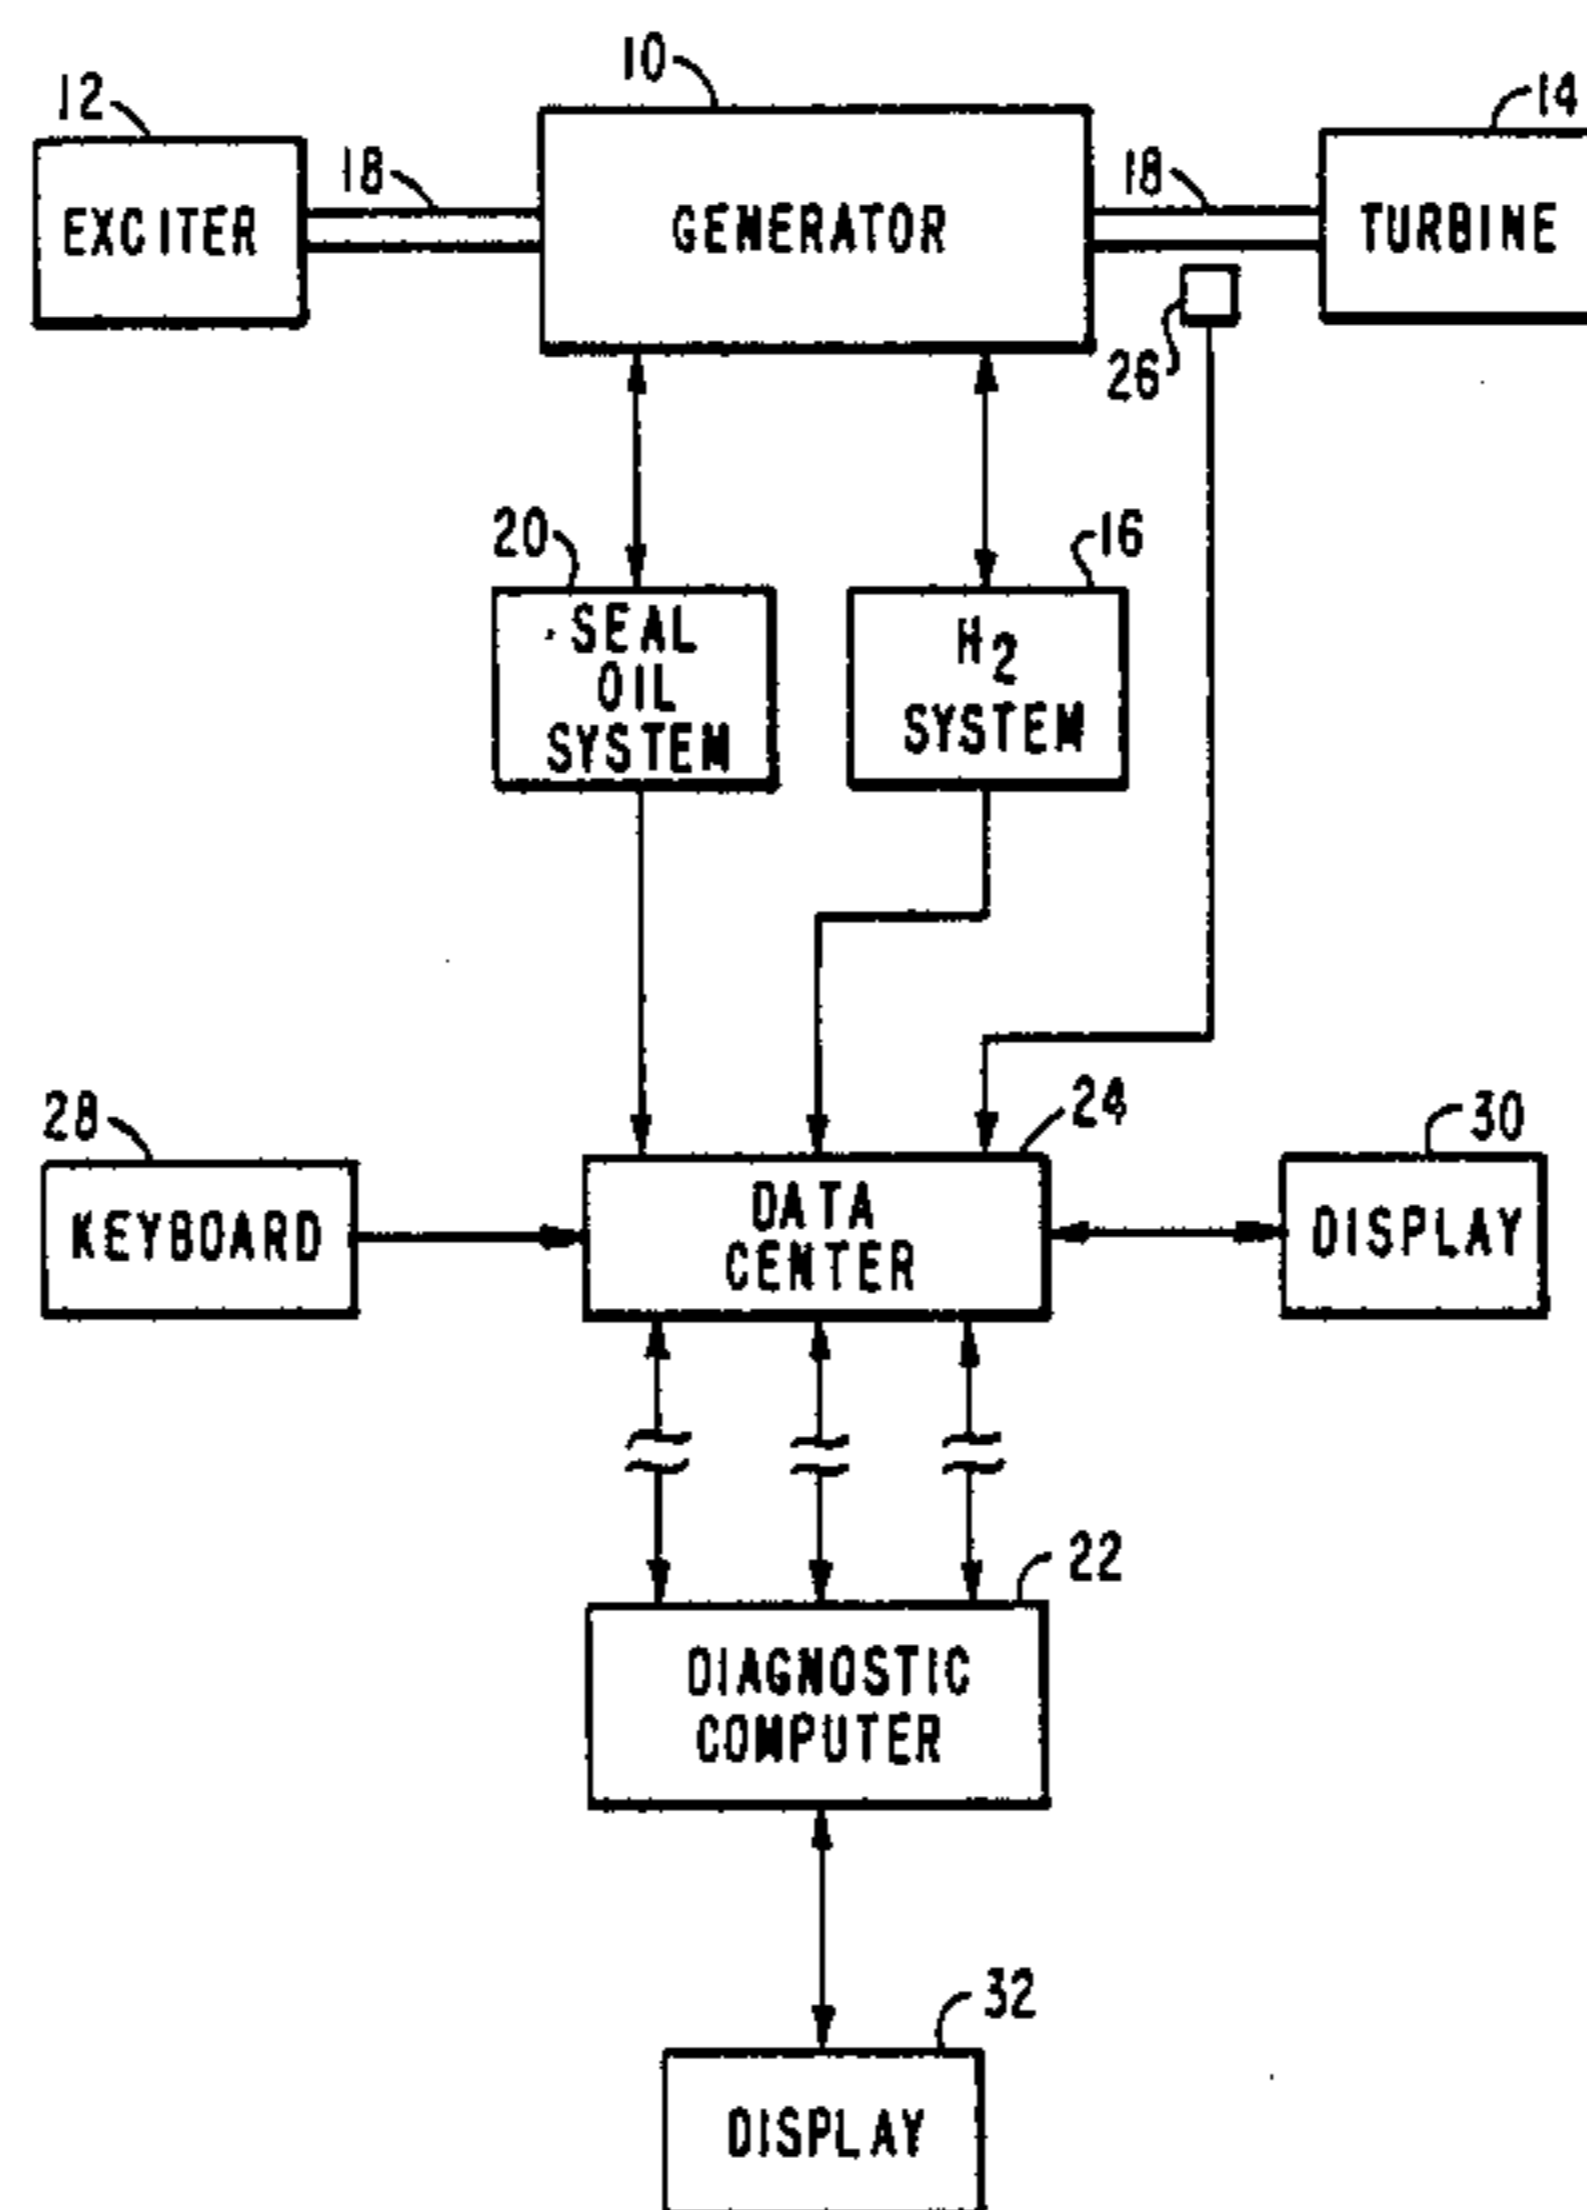 10
12
14
18
18
EXCITER
GENERATOR
TURBINE
26
20
16
SEAL
OIL
SYSTEM
H2
SYSTEM
28
24
30
KEYBOARD
DATA
CENTER
DISPLAY
22
DIAGNOSTIC
COMPUTER
32
DISPLAY